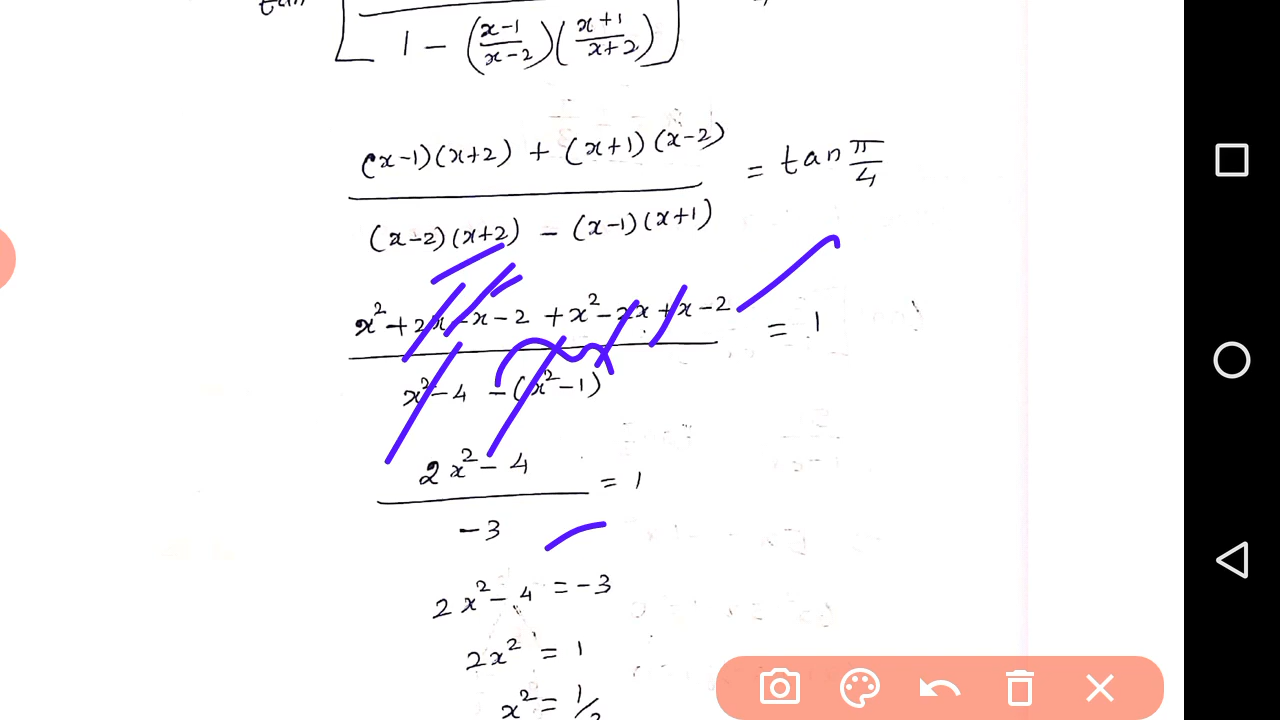 tan
1 - (x-1/x-2)(x+1/x+2)
(x-1)(x+2) + (x+1)(x-2)
= tan π/4
(x-2)(x+2) - (x-1)(x+1)
x² + 2x - x - 2 + x² - 2x + x - 2
= 1
x² - 4 - (x² - 1)
2x² - 4
= 1
-3
2x² - 4 = -3
2x² = 1
x² = 1/2